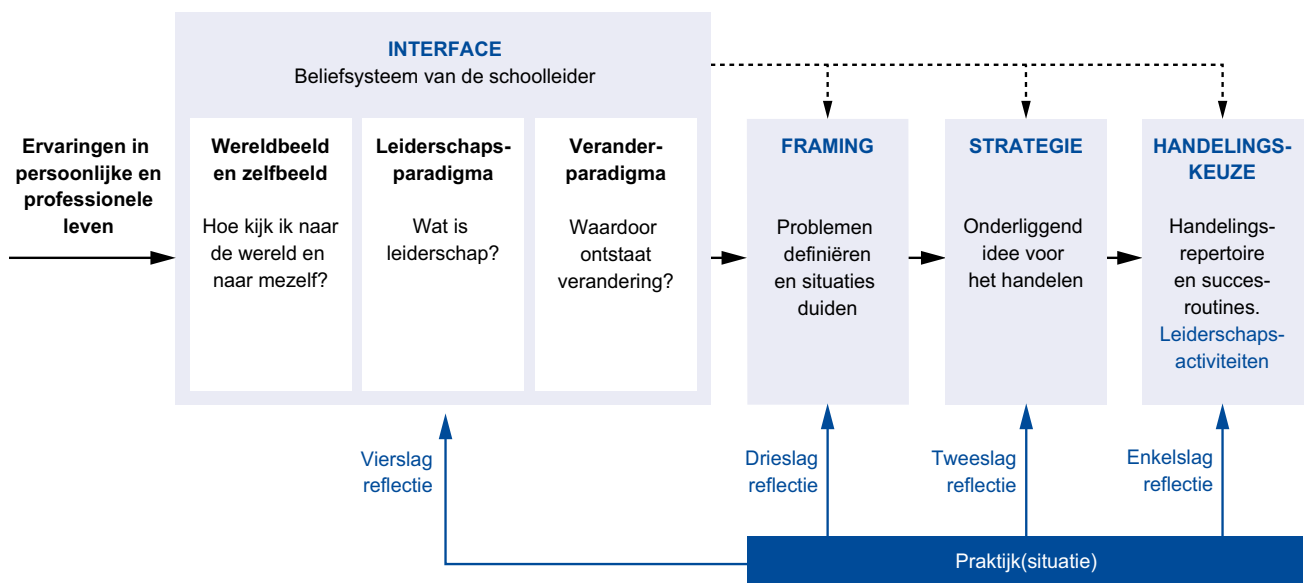 INTERFACE
Beliefsysteem van de schoolleider
Ervaringen in
persoonlijke en
professionele
leven
Wereldbeeld
en zelfbeeld
Hoe kijk ik naar
de wereld en
naar mezelf?
Leiderschaps-
paradigma
Wat is
leiderschap?
Verander-
paradigma
Waardoor
ontstaat
verandering?
FRAMING
Problemen
definiëren
en situaties
duiden
STRATEGIE
Onderliggend
idee voor
het handelen
HANDELINGS-
KEUZE
Handelings-
repertoire
en succes-
routines.
Leiderschaps-
activiteiten
Vierslag
reflectie
Drieslag
reflectie
Tweeslag
reflectie
Enkelslag
reflectie
Praktijk(situatie)